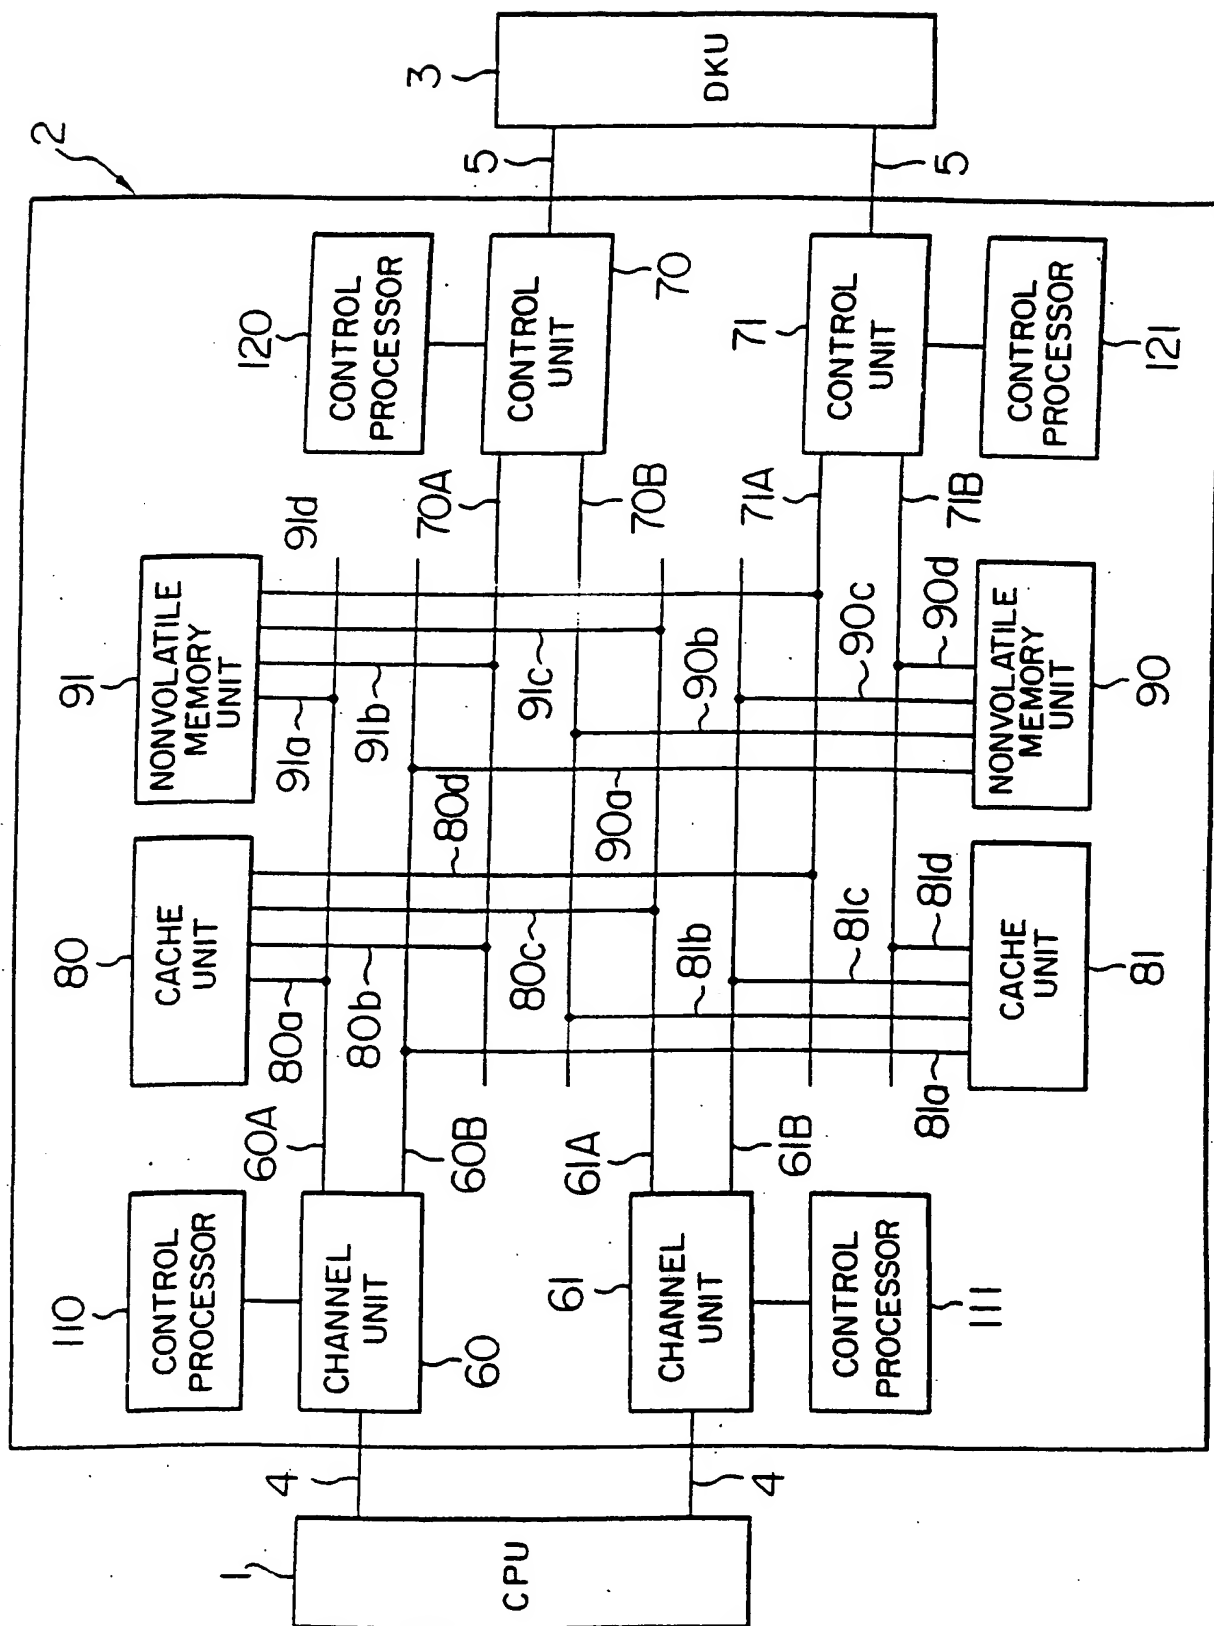 2
110
CONTROL
PROCESSOR
80
CACHE
UNIT
91
NONVOLATILE
MEMORY
UNIT
120
CONTROL
PROCESSOR
60A
80a
91a
91d
1
CPU
4
CHANNEL
UNIT
60
60B
80b
80d
91b
70A
CONTROL
UNIT
70
5
3
DKU
80c
91c
90a
70B
61
CHANNEL
UNIT
4
61A
61B
81b
90b
71A
71
CONTROL
UNIT
5
81c
90c
81a
81d
90d
71B
CONTROL
PROCESSOR
111
CACHE
UNIT
81
NONVOLATILE
MEMORY
UNIT
90
CONTROL
PROCESSOR
121